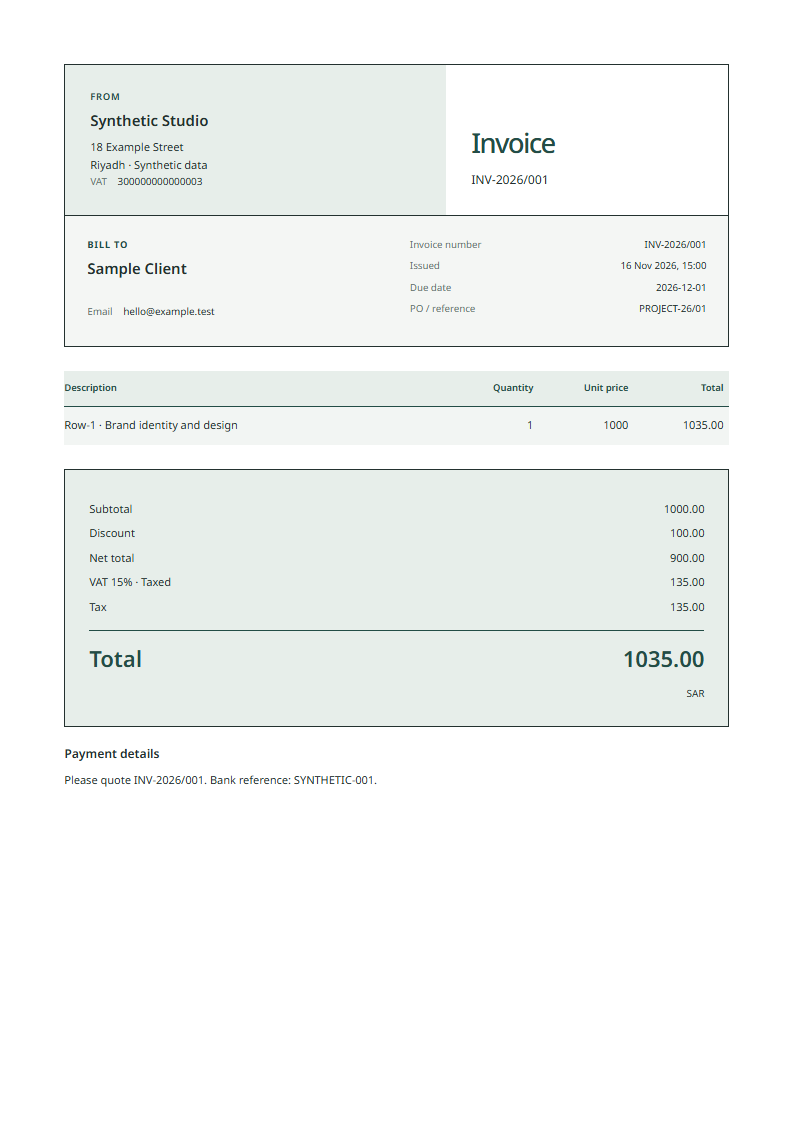 FROM
Synthetic Studio
18 Example Street
Riyadh · Synthetic data
VAT 300000000000003
Invoice
INV-2026/001
BILL TO
Sample Client
Email hello@example.test
Invoice number INV-2026/001
Issued 16 Nov 2026, 15:00
Due date 2026-12-01
PO / reference PROJECT-26/01
Description Quantity Unit price Total
Row-1 · Brand identity and design 1 1000 1035.00
Subtotal 1000.00
Discount 100.00
Net total 900.00
VAT 15% · Taxed 135.00
Tax 135.00
Total 1035.00
SAR
Payment details
Please quote INV-2026/001. Bank reference: SYNTHETIC-001.